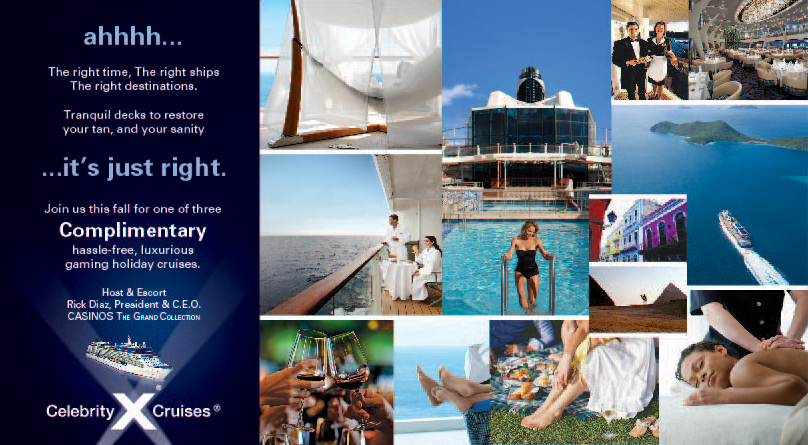 ahhhh...
The right time, The right ships
The right destinations.
Tranquil decks to restore
your tan, and your sanity
...it's just right.
Join us this fall for one of three
Complimentary
hassle-free, luxurious
gaming holiday cruises.
Host & Escort
Rick Diaz, President & C.E.O.
CASINOS THE GRAND COLLECTION
Celebrity X Cruises®